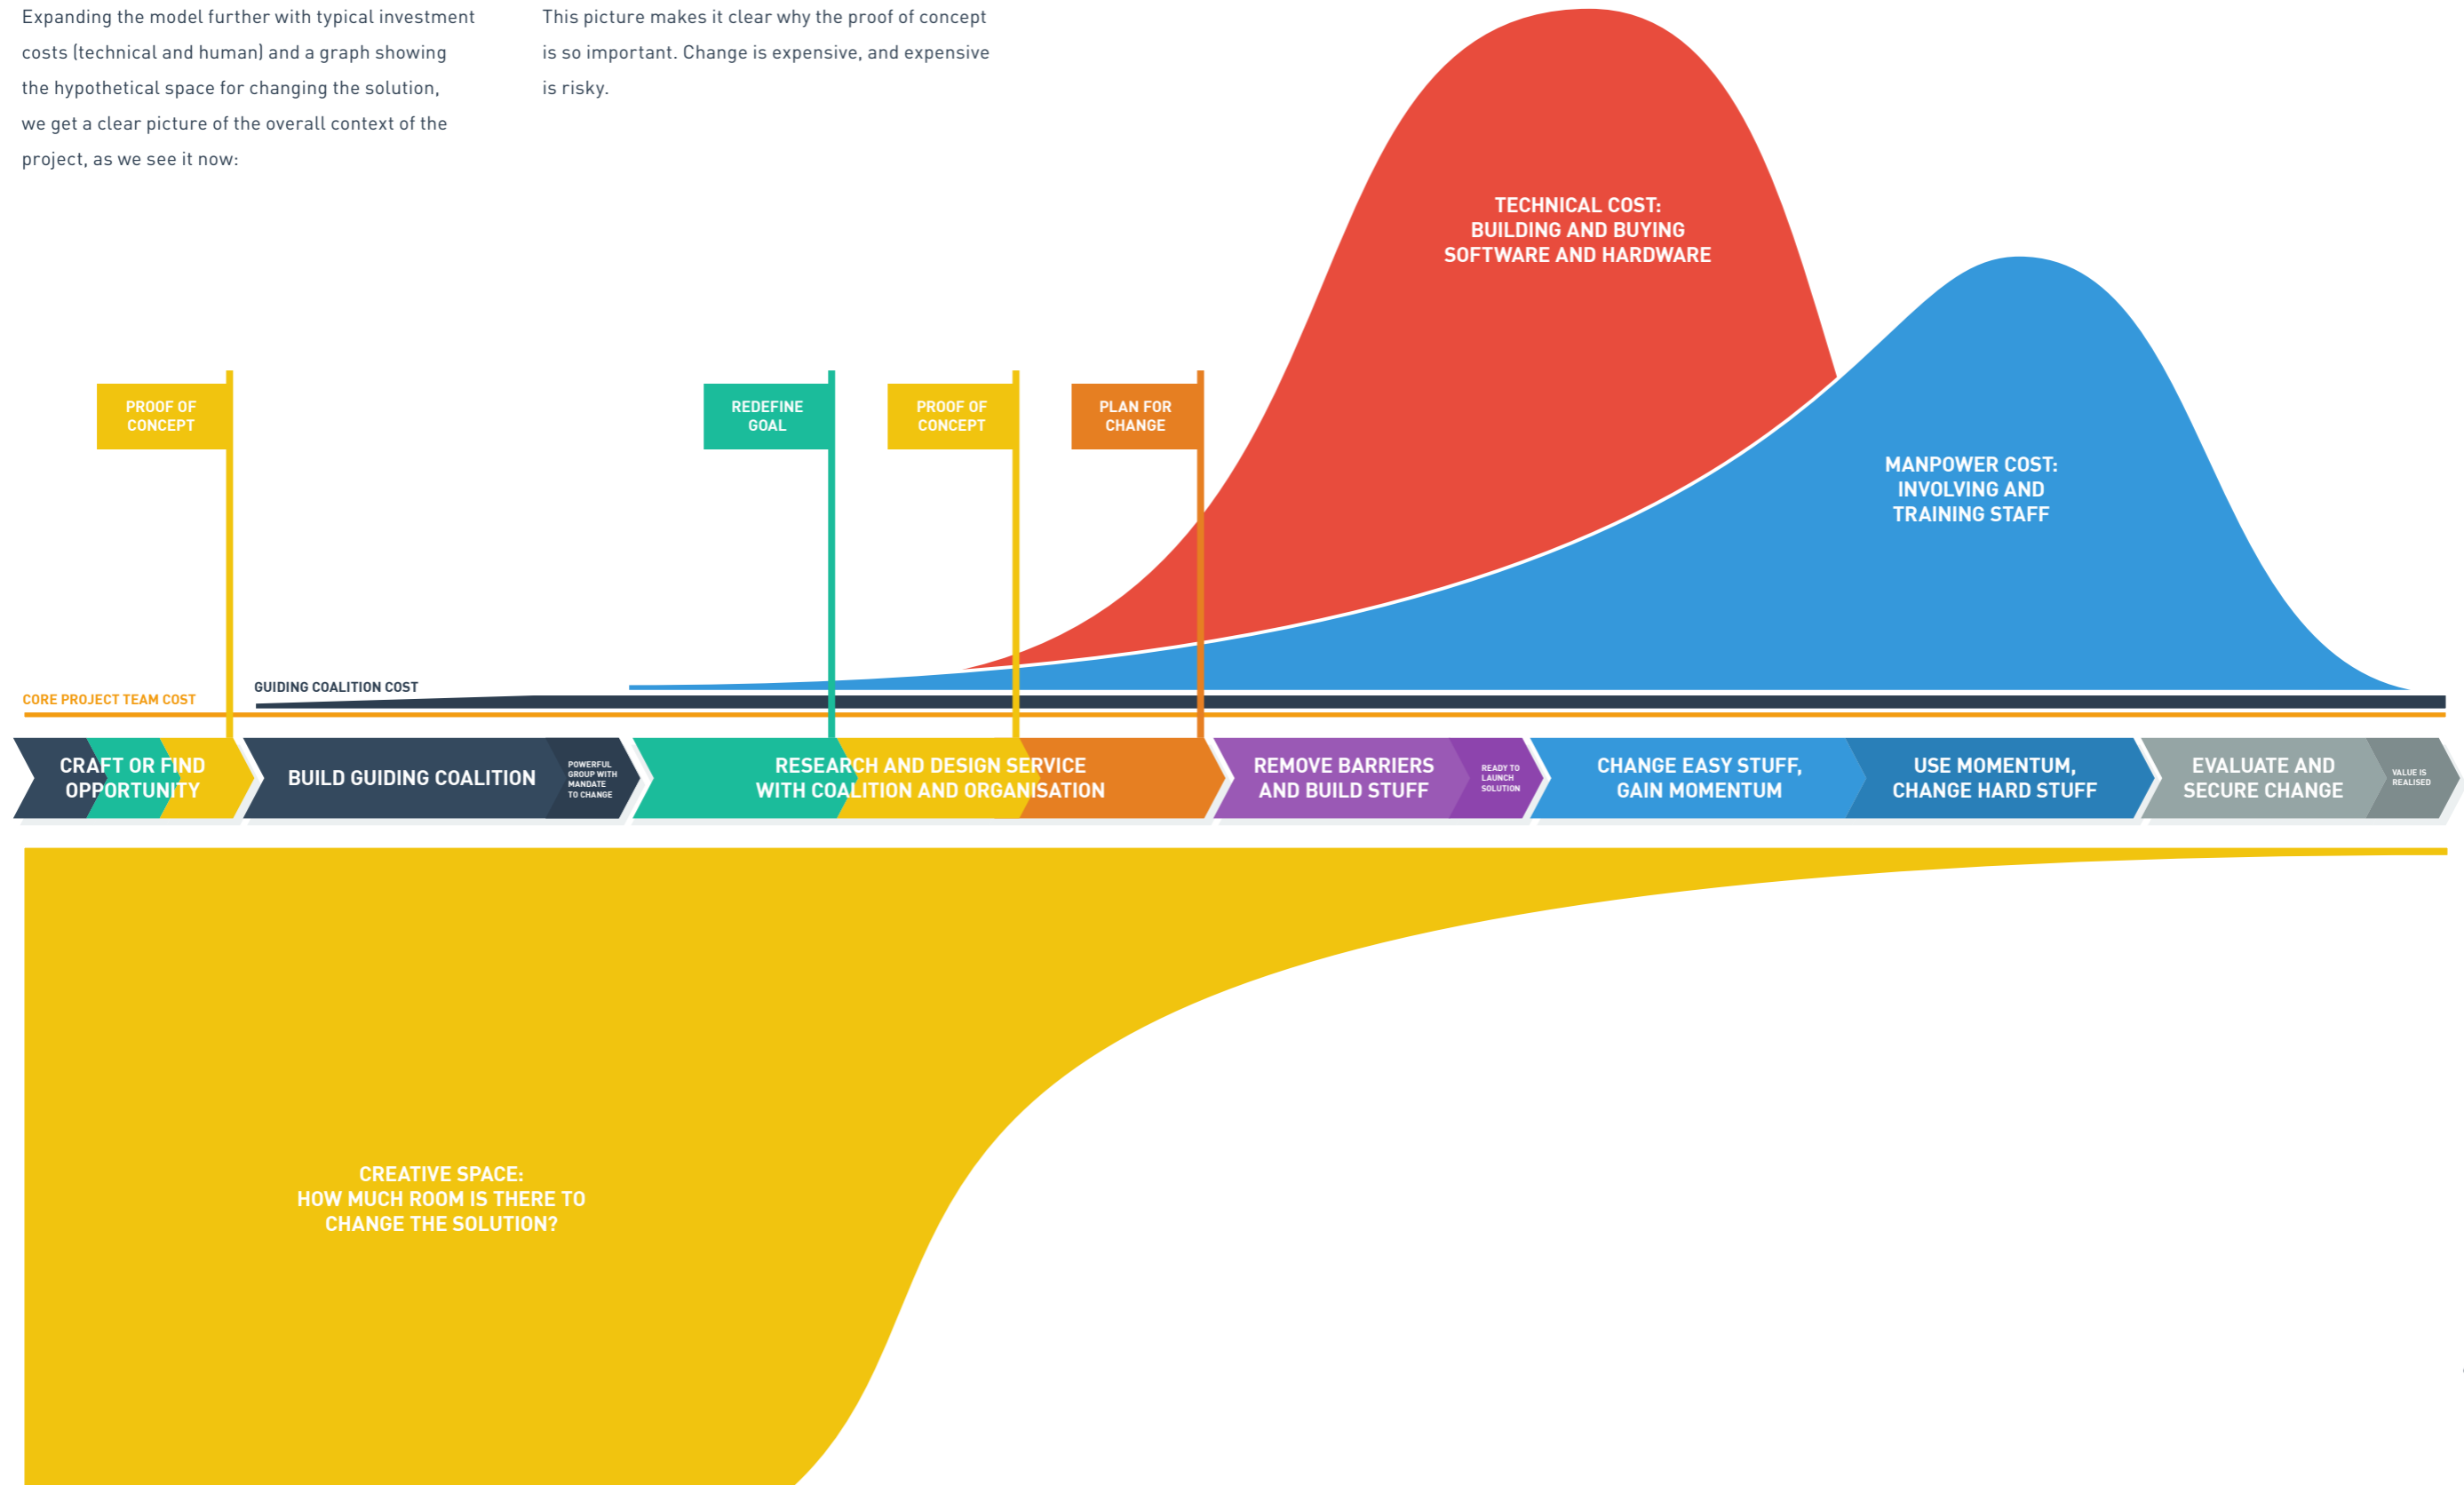 Expanding the model further with typical investment
costs (technical and human) and a graph showing
the hypothetical space for changing the solution,
we get a clear picture of the overall context of the
project, as we see it now:
This picture makes it clear why the proof of concept
is so important. Change is expensive, and expensive
is risky.
TECHNICAL COST:
BUILDING AND BUYING
SOFTWARE AND HARDWARE
MANPOWER COST:
INVOLVING AND
TRAINING STAFF
PROOF OF
CONCEPT
REDEFINE
GOAL
PROOF OF
CONCEPT
PLAN FOR
CHANGE
CORE PROJECT TEAM COST
GUIDING COALITION COST
CRAFT OR FIND
OPPORTUNITY
BUILD GUIDING COALITION
POWERFUL
GROUP WITH
MANDATE
TO CHANGE
RESEARCH AND DESIGN SERVICE
WITH COALITION AND ORGANISATION
REMOVE BARRIERS
AND BUILD STUFF
READY TO
LAUNCH
SOLUTION
CHANGE EASY STUFF,
GAIN MOMENTUM
USE MOMENTUM,
CHANGE HARD STUFF
EVALUATE AND
SECURE CHANGE
VALUE IS
REALISED
CREATIVE SPACE:
HOW MUCH ROOM IS THERE TO
CHANGE THE SOLUTION?